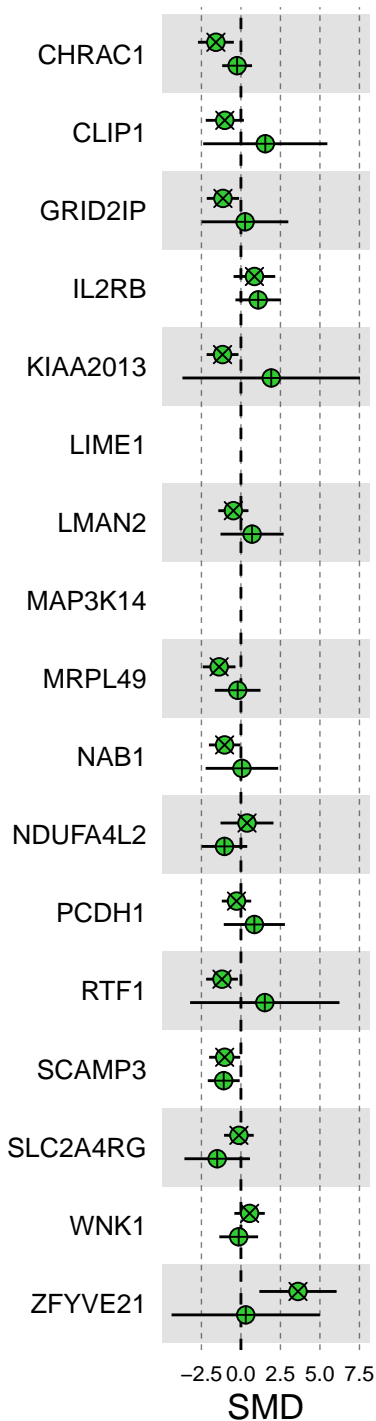 CHRAC1
CLIP1
GRID2IP
IL2RB
KIAA2013
LIME1
LMAN2
MAP3K14
MRPL49
NAB1
NDUFA4L2
PCDH1
RTF1
SCAMP3
SLC2A4RG
WNK1
ZFYVE21
−2.5 0.0 2.5 5.0 7.5
SMD